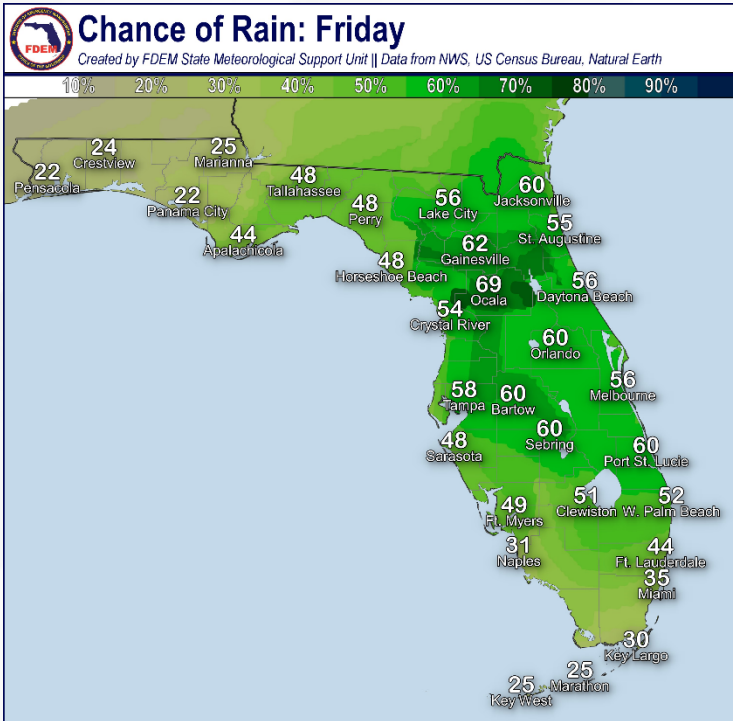 FDEM
Chance of Rain: Friday
Created by FDEM State Meteorological Support Unit || Data from NWS, US Census Bureau, Natural Earth
10% 20% 30% 40% 50% 60% 70% 80% 90%
24
Crestview
25
Marianna
22
Pensacola
22
Panama City
48
Tallahassee
44
Apalachicola
48
Perry
56
Lake City
60
Jacksonville
55
St. Augustine
62
Gainesville
48
Horseshoe Beach
69
Ocala
56
Daytona Beach
54
Crystal River
60
Orlando
56
Melbourne
58
Tampa
60
Bartow
60
Sebring
48
Sarasota
60
Port St. Lucie
49
Ft. Myers
51
Clewiston
52
W. Palm Beach
31
Naples
44
Ft. Lauderdale
35
Miami
30
Key Largo
25
Marathon
25
Key West